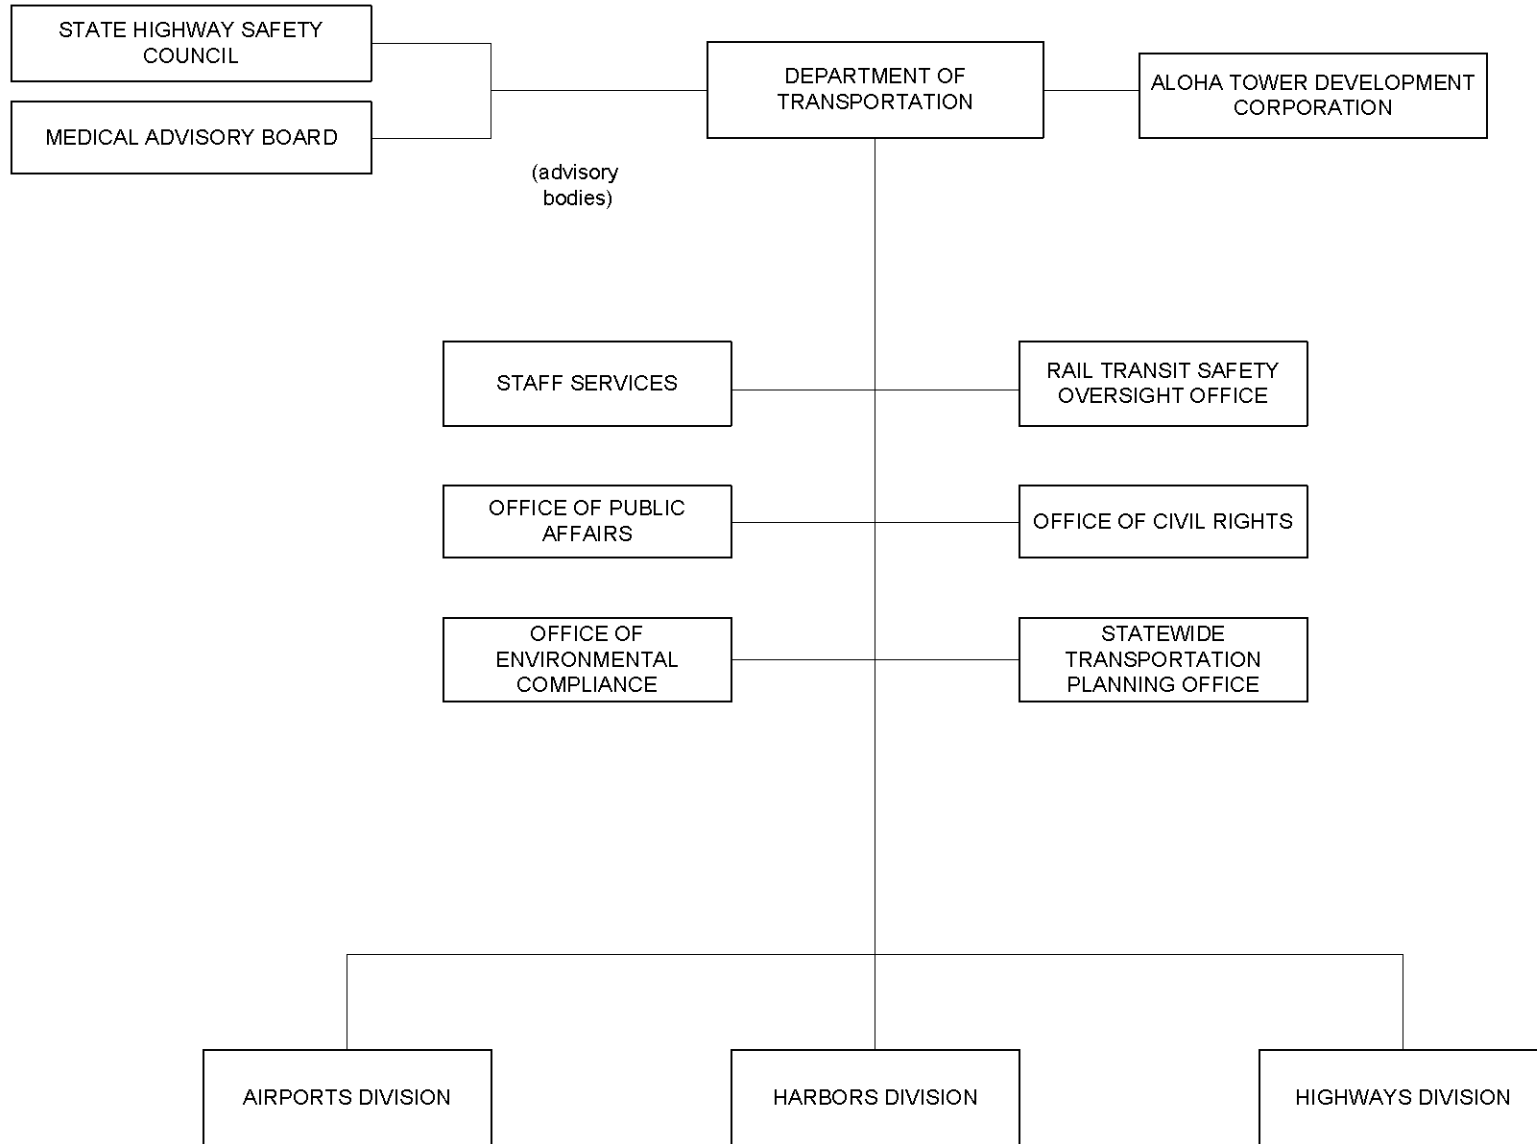 STATE HIGHWAY SAFETY
COUNCIL
MEDICAL ADVISORY BOARD
(advisory
bodies)
DEPARTMENT OF
TRANSPORTATION
ALOHA TOWER DEVELOPMENT
CORPORATION
STAFF SERVICES
RAIL TRANSIT SAFETY
OVERSIGHT OFFICE
OFFICE OF PUBLIC
AFFAIRS
OFFICE OF CIVIL RIGHTS
OFFICE OF
ENVIRONMENTAL
COMPLIANCE
STATEWIDE
TRANSPORTATION
PLANNING OFFICE
AIRPORTS DIVISION
HARBORS DIVISION
HIGHWAYS DIVISION